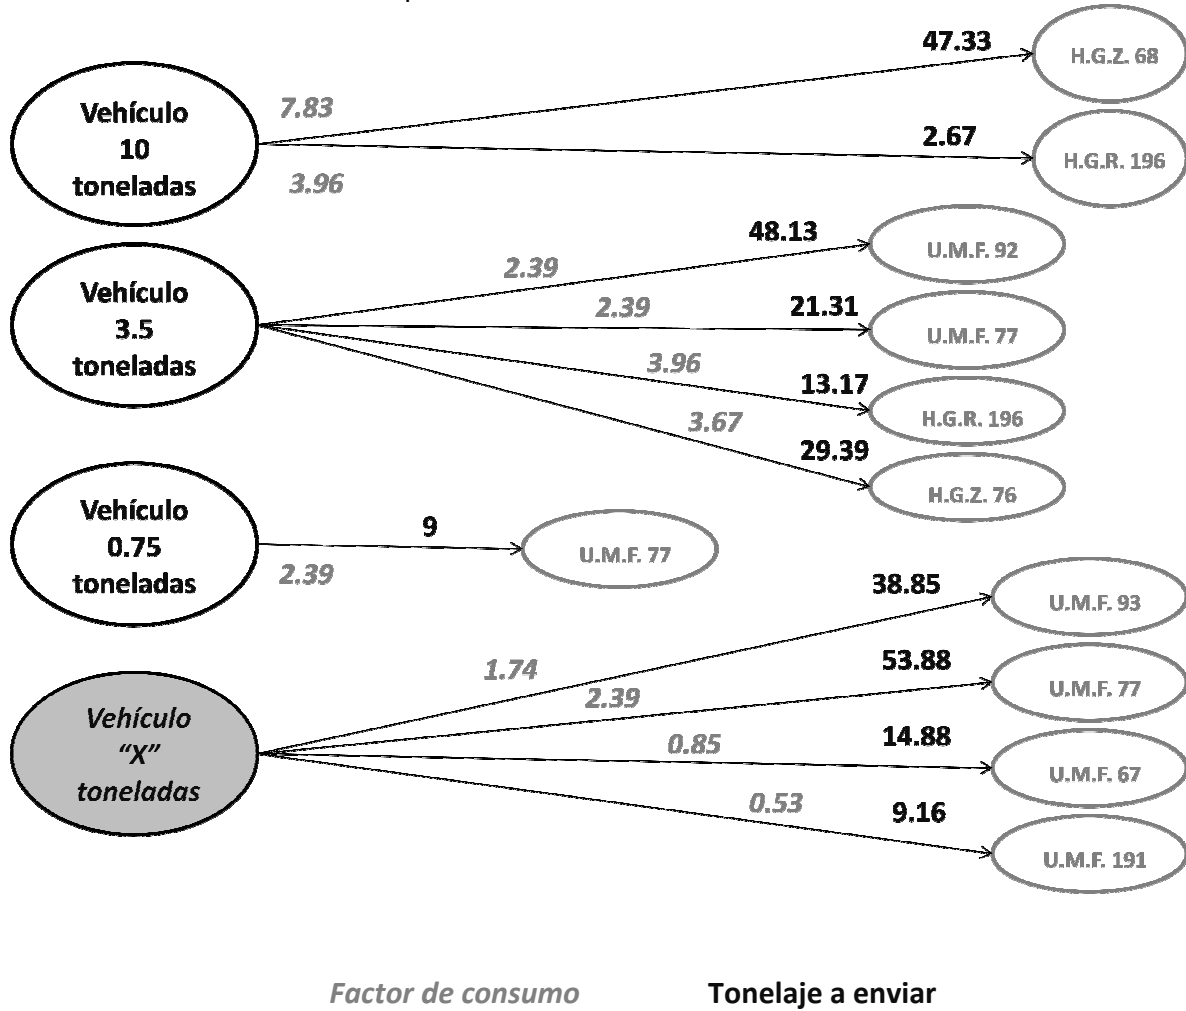 47.33
H.G.Z. 68
Vehículo
10
toneladas
7.83
2.67
H.G.R. 196
3.96
48.13
U.M.F. 92
2.39
Vehículo
3.5
toneladas
2.39
21.31
U.M.F. 77
3.96
13.17
H.G.R. 196
3.67
29.39
H.G.Z. 76
Vehículo
0.75
toneladas
9
U.M.F. 77
2.39
38.85
U.M.F. 93
1.74
53.88
U.M.F. 77
2.39
Vehículo
“X”
toneladas
14.88
U.M.F. 67
0.85
9.16
U.M.F. 191
0.53
Factor de consumo
Tonelaje a enviar